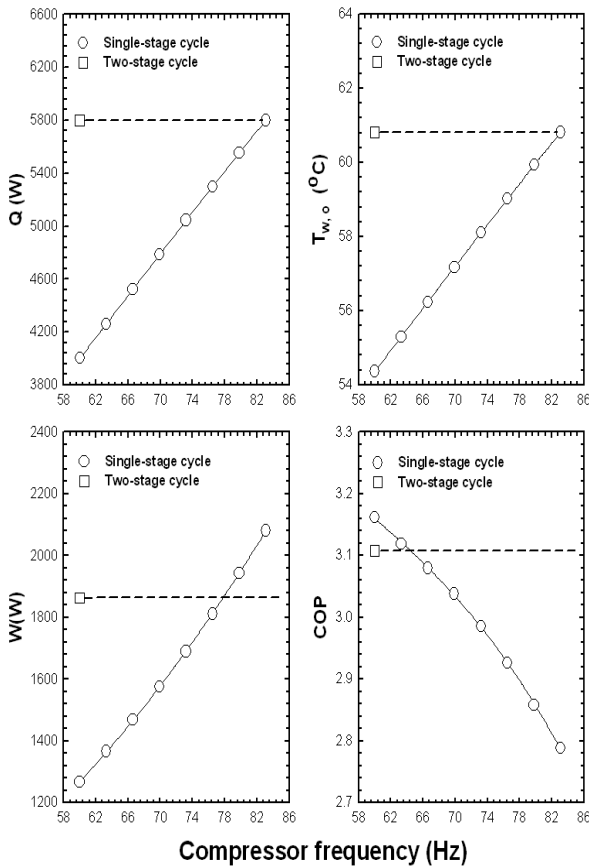 6600
6200
5800
5400
5000
4600
4200
3800
Q (W)
Single-stage cycle
Two-stage cycle
58 62 66 70 74 78 82 86
64
62
60
58
56
54
T w, o (oC)
Single-stage cycle
Two-stage cycle
58 62 66 70 74 78 82 86
2400
2200
2000
1800
1600
1400
1200
W(W)
Single-stage cycle
Two-stage cycle
58 62 66 70 74 78 82 86
3.3
3.2
3.1
3.0
2.9
2.8
2.7
COP
Single-stage cycle
Two-stage cycle
58 62 66 70 74 78 82 86
Compressor frequency (Hz)